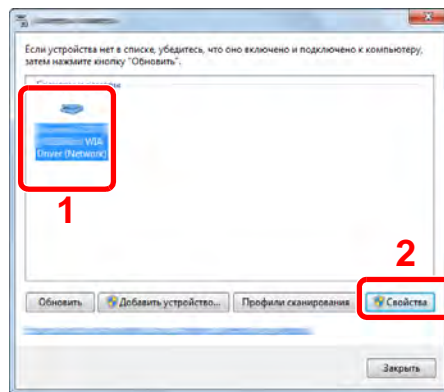 Если устройства нет в списке, убедитесь, что оно включено и подключено к компьютеру,
затем нажмите кнопку "Обновить".
WIA
Driver (Network)
1
2
Обновить
Добавить устройство...
Профили сканирования
Свойства
Закрыть